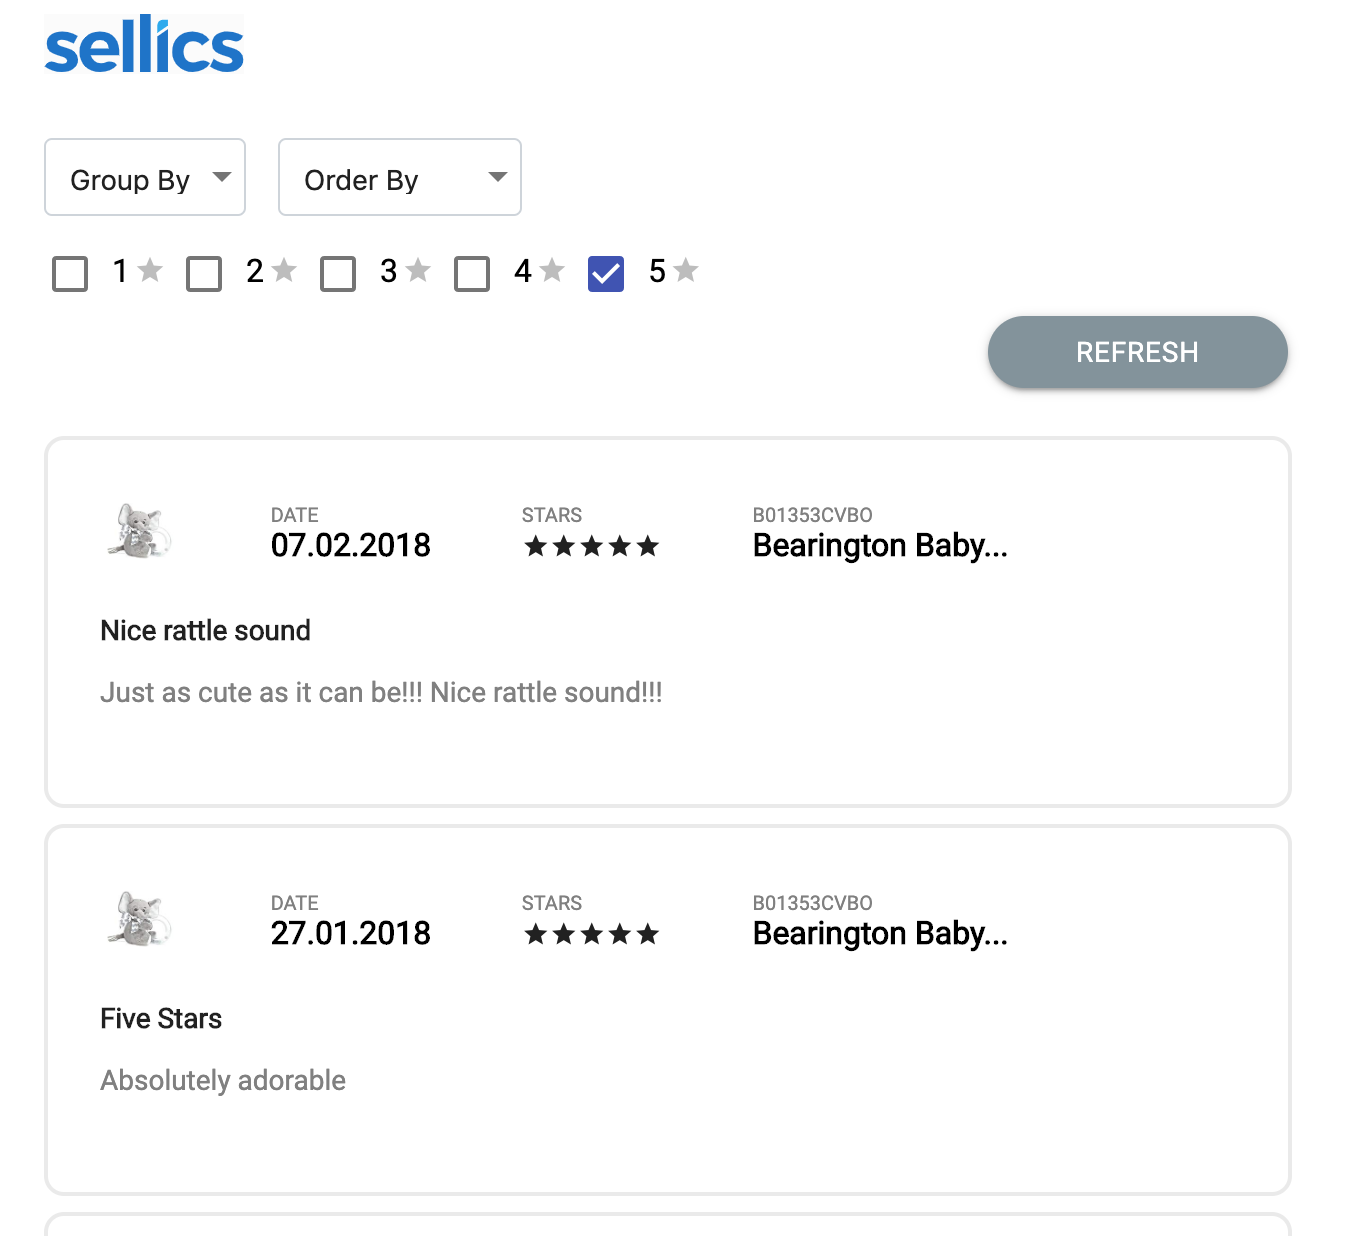 sellics
Group By
Order By
1 2 3 4 5
REFRESH
DATE STARS B01353CVBO
07.02.2018 ★★★★★ Bearington Baby...
Nice rattle sound
Just as cute as it can be!!! Nice rattle sound!!!
DATE STARS B01353CVBO
27.01.2018 ★★★★★ Bearington Baby...
Five Stars
Absolutely adorable